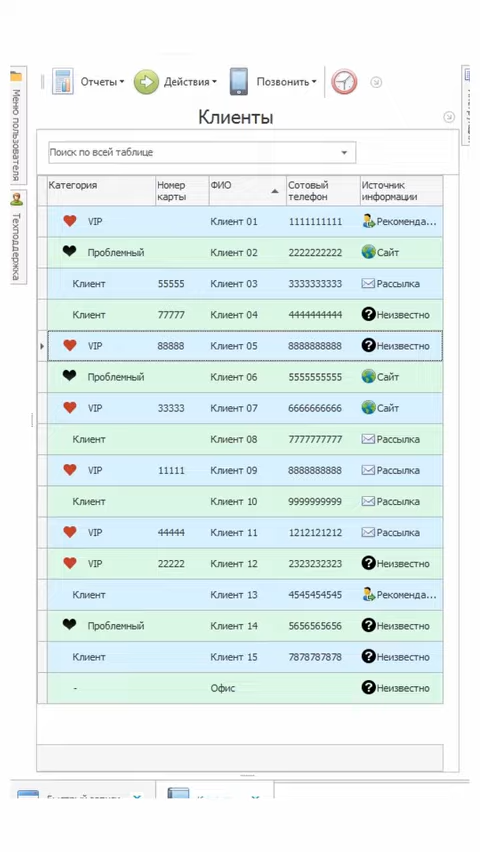 Отчеты Действия Позвонить
Меню пользователя
Техподдержка
Клиенты
Поиск по всей таблице
Категория Номер карты ФИО Сотовый телефон Источник информации
VIP Клиент 01 1111111111 Рекоменда...
Проблемный Клиент 02 2222222222 Сайт
Клиент 55555 Клиент 03 3333333333 Рассылка
Клиент 77777 Клиент 04 4444444444 Неизвестно
VIP 88888 Клиент 05 8888888888 Неизвестно
Проблемный Клиент 06 5555555555 Сайт
VIP 33333 Клиент 07 6666666666 Сайт
Клиент Клиент 08 7777777777 Рассылка
VIP 11111 Клиент 09 8888888888 Рассылка
Клиент Клиент 10 9999999999 Рассылка
VIP 44444 Клиент 11 1212121212 Рассылка
VIP 22222 Клиент 12 2323232323 Неизвестно
Клиент Клиент 13 4545454545 Рекоменда...
Проблемный Клиент 14 5656565656 Неизвестно
Клиент Клиент 15 7878787878 Неизвестно
- Офис Неизвестно